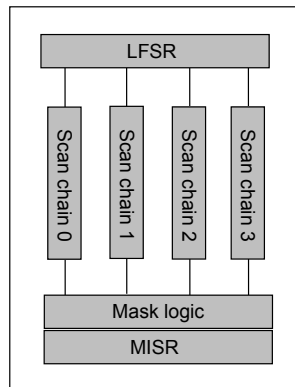 LFSR
Scan chain 0
Scan chain 1
Scan chain 2
Scan chain 3
Mask logic
MISR